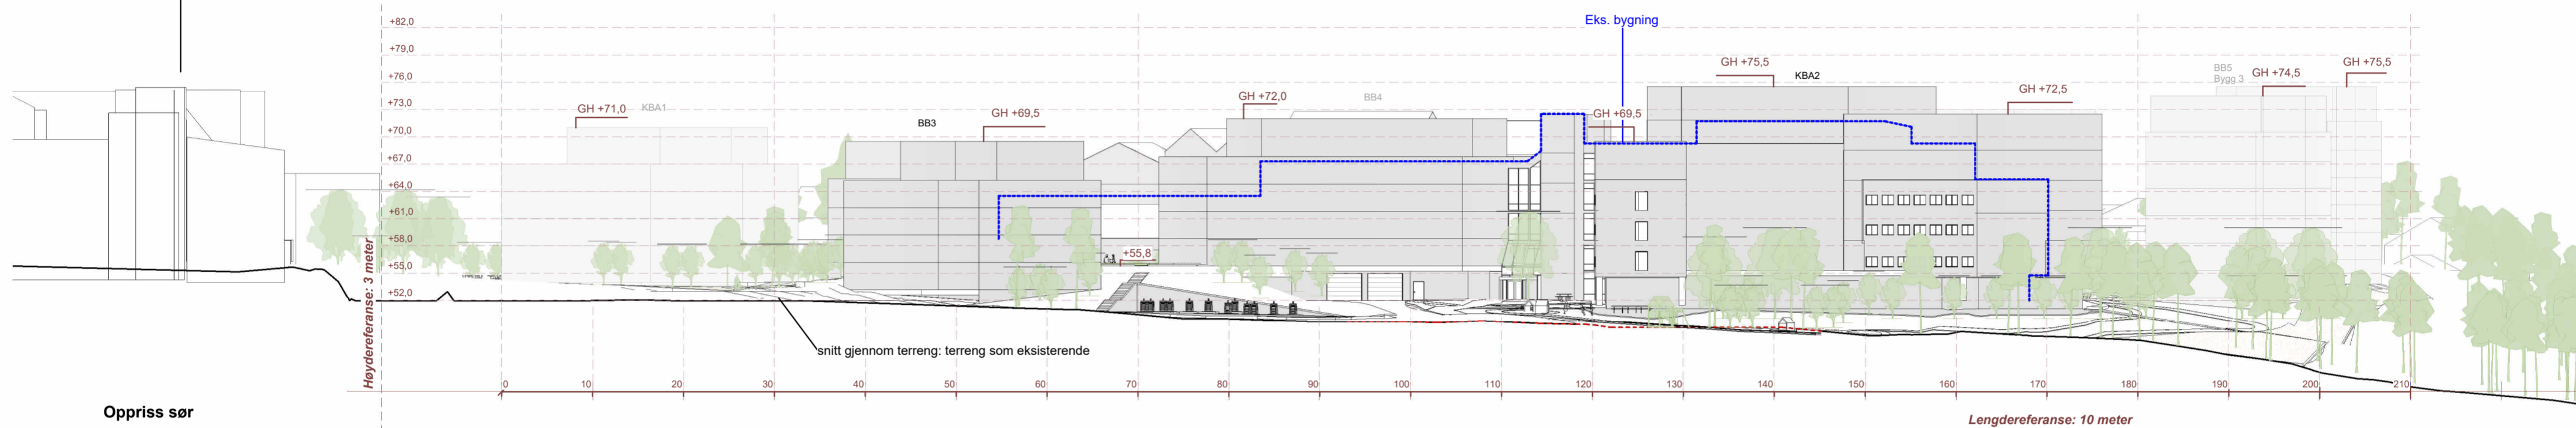 Eks. bygning
+82,0
+79,0
+76,0
+73,0
+70,0
+67,0
+64,0
+61,0
+58,0
+55,0
+52,0
Høydereferanse: 3 meter
GH +71,0
KBA1
BB3
GH +69,5
GH +72,0
BB4
GH +69,5
GH +75,5
KBA2
GH +72,5
BB5
Bygg 3
GH +74,5
GH +75,5
+55,8
snitt gjennom terreng: terreng som eksisterende
0 10 20 30 40 50 60 70 80 90 100 110 120 130 140 150 160 170 180 190 200 210
Oppriss sør
Lengdereferanse: 10 meter